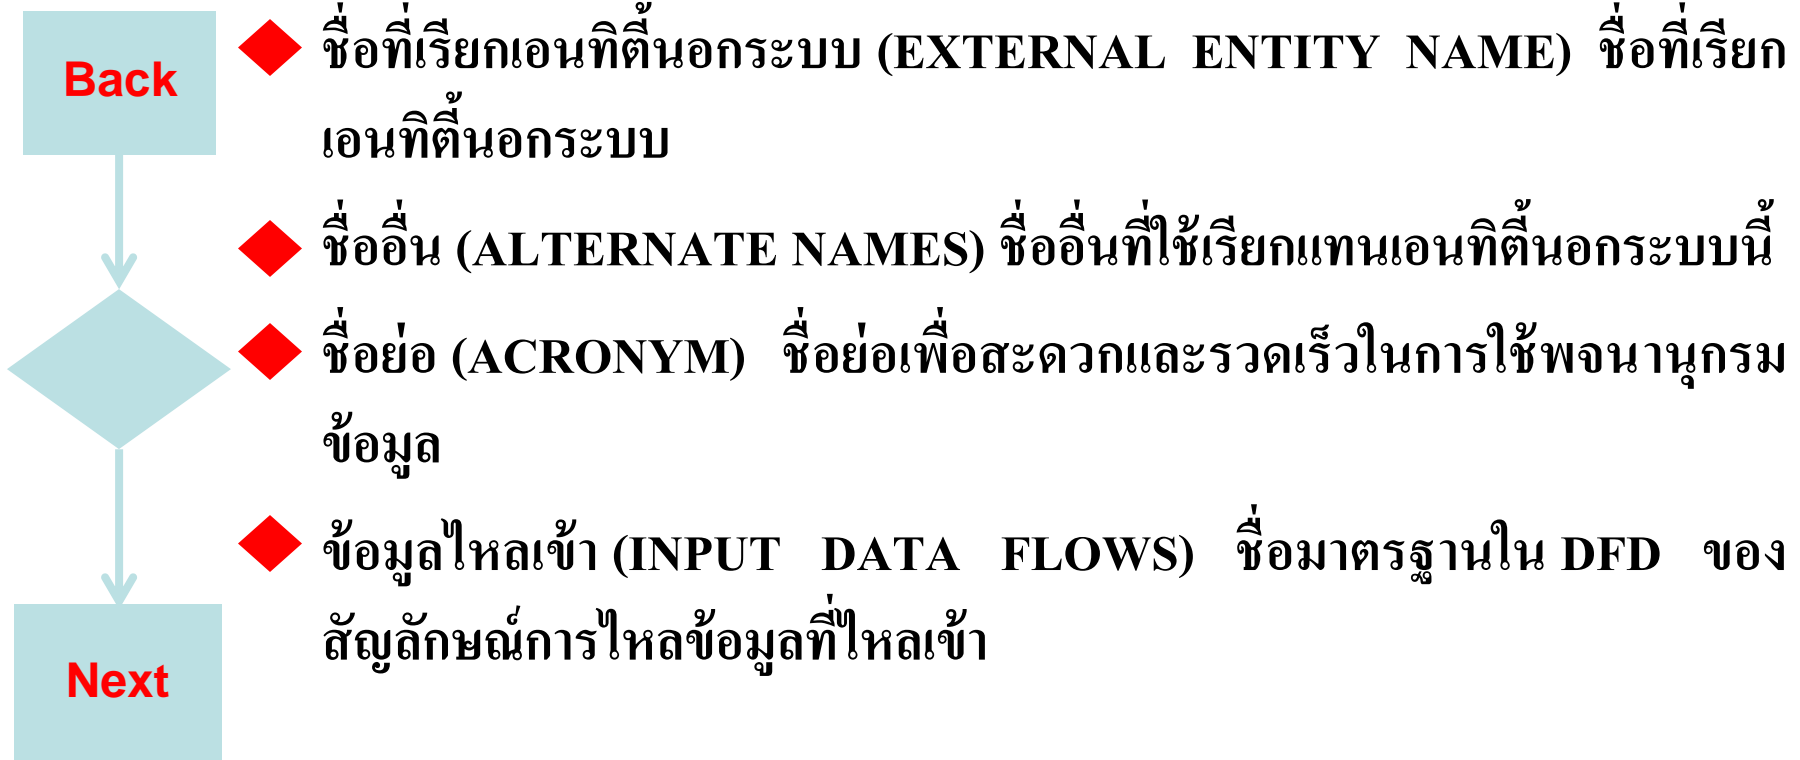 Back
ชื่อที่เรียกเอนทิตี้นอกระบบ (EXTERNAL ENTITY NAME) ชื่อที่เรียก
เอนทิตี้นอกระบบ
ชื่ออื่น (ALTERNATE NAMES) ชื่ออื่นที่ใช้เรียกแทนเอนทิตี้นอกระบบนี้
ชื่อย่อ (ACRONYM) ชื่อย่อเพื่อสะดวกและรวดเร็วในการใช้พจนานุกรม
ข้อมูล
ข้อมูลไหลเข้า (INPUT DATA FLOWS) ชื่อมาตรฐานใน DFD ของ
สัญลักษณ์การไหลข้อมูลที่ไหลเข้า
Next